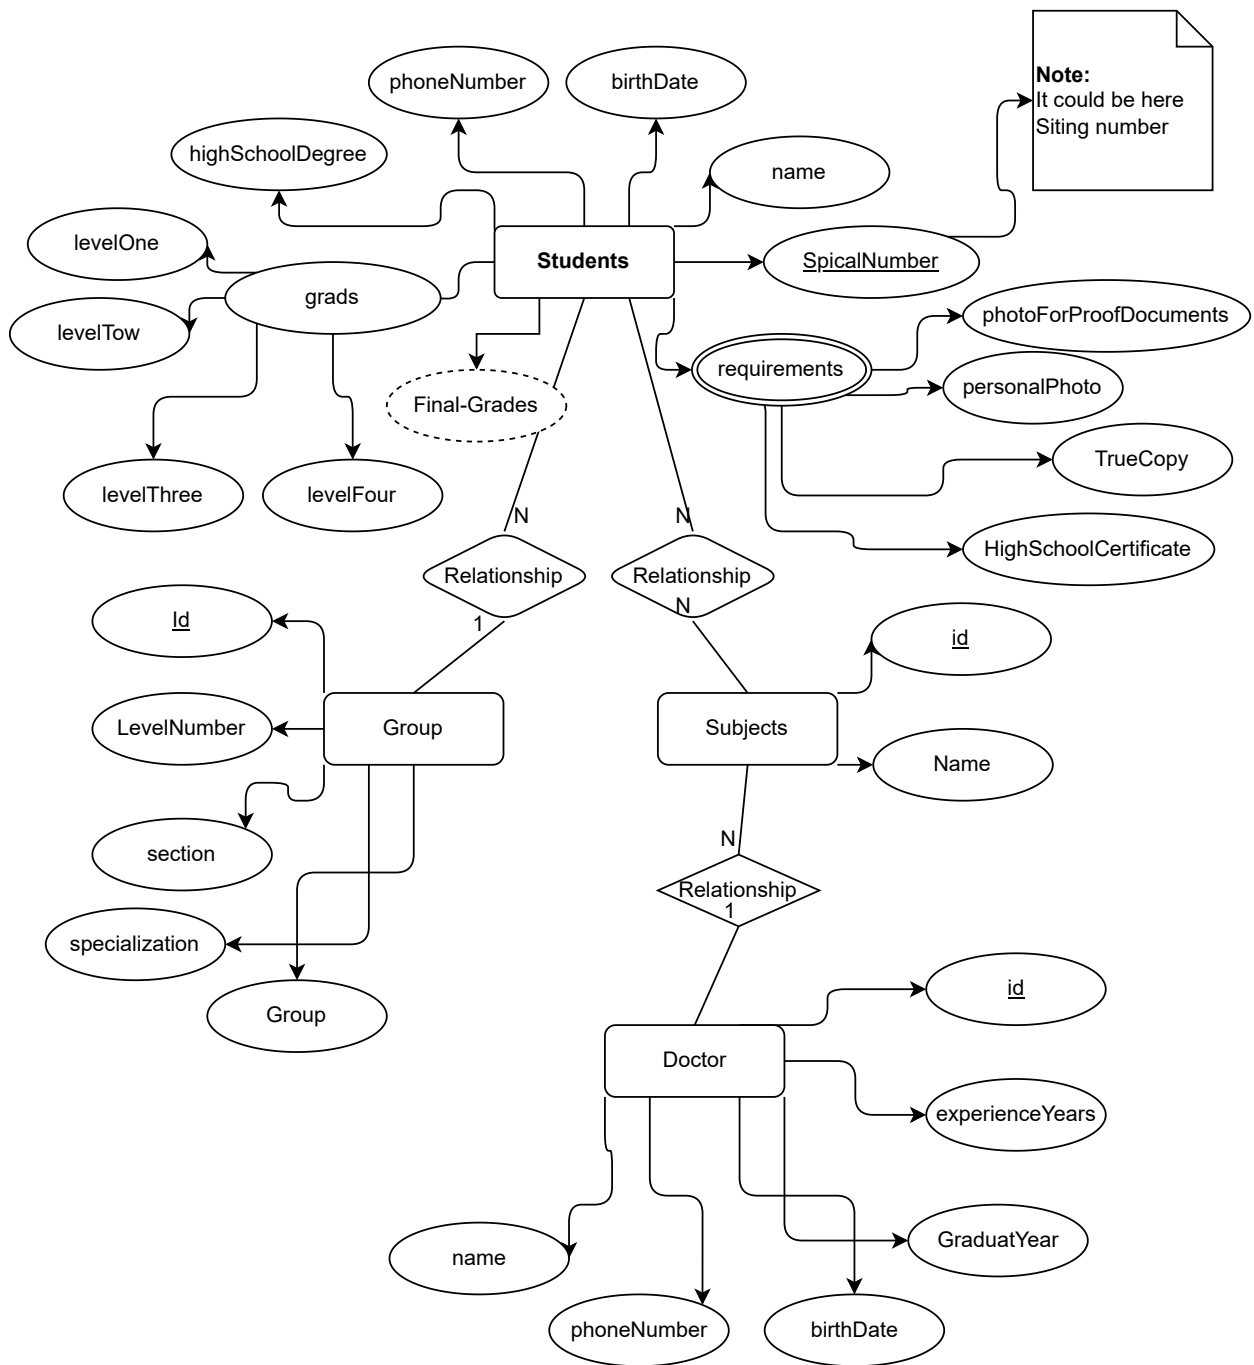 phoneNumber
birthDate
Note:
It could be here
Siting number
highSchoolDegree
name
levelOne
Students
SpicalNumber
grads
photoForProofDocuments
levelTow
requirements
personalPhoto
Final-Grades
TrueCopy
levelThree
levelFour
N
N
HighSchoolCertificate
Relationship
Relationship
N
Id
1
id
LevelNumber
Group
Subjects
Name
N
section
Relationship
1
specialization
id
Group
Doctor
experienceYears
GraduatYear
name
phoneNumber
birthDate